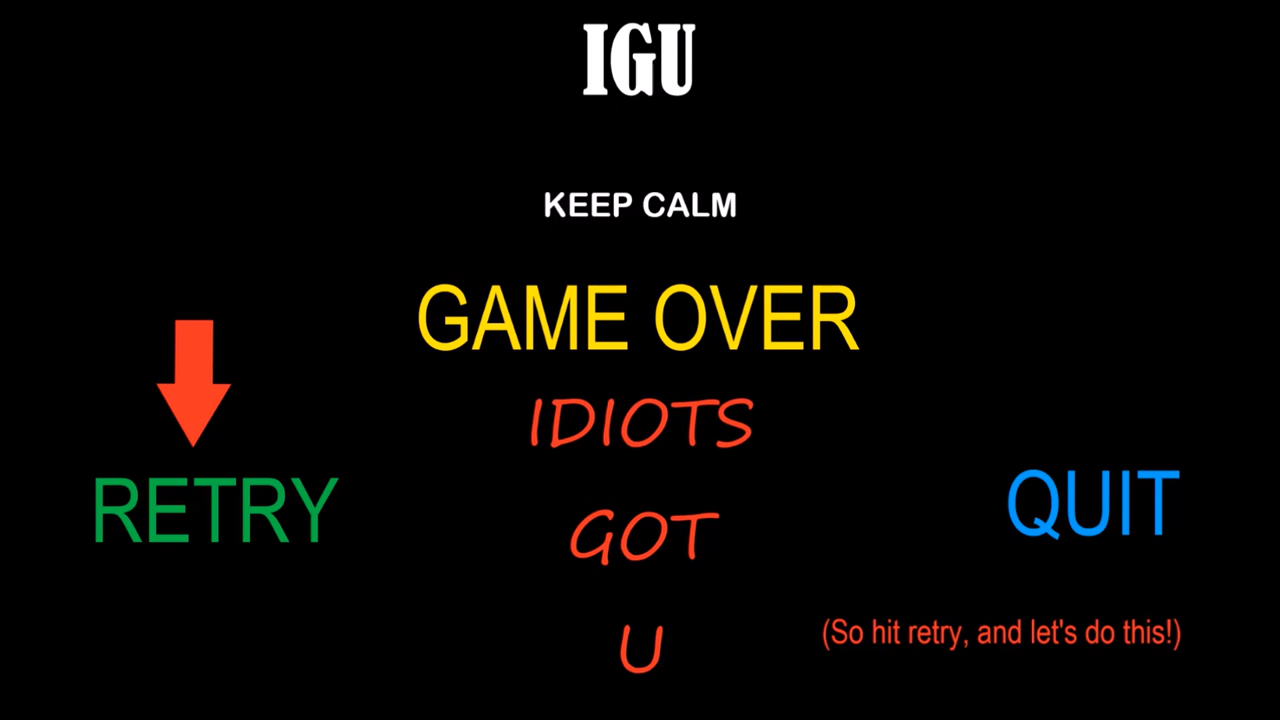 IGU
KEEP CALM
GAME OVER
IDIOTS
RETRY
QUIT
GOT
(So hit retry, and let's do this!)
U